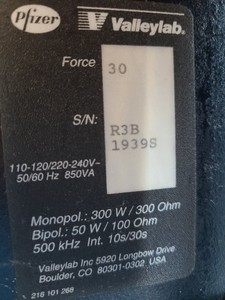 Pfizer Valleylab.
Force 30
S/N: R3B
1939S
110-120/220-240V~
50/60 Hz 850VA
Monopol.: 300 W / 300 Ohm
Bipol.: 50 W / 100 Ohm
500 kHz Int. 10s/30s
Valleylab Inc 5920 Longbow Drive
Boulder, CO 80301-0302 USA
216 101 268